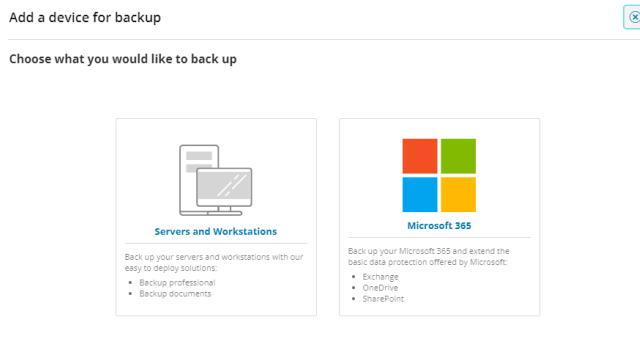 Add a device for backup
Choose what you would like to back up
Servers and Workstations
Back up your servers and workstations with our
easy to deploy solutions:
Backup professional
Backup documents
Microsoft 365
Back up your Microsoft 365 and extend the
basic data protection offered by Microsoft:
Exchange
OneDrive
SharePoint